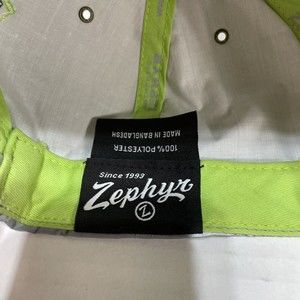 MADE IN BANGLADESH
100% POLYESTER
Since 1993
Zephyr
Z